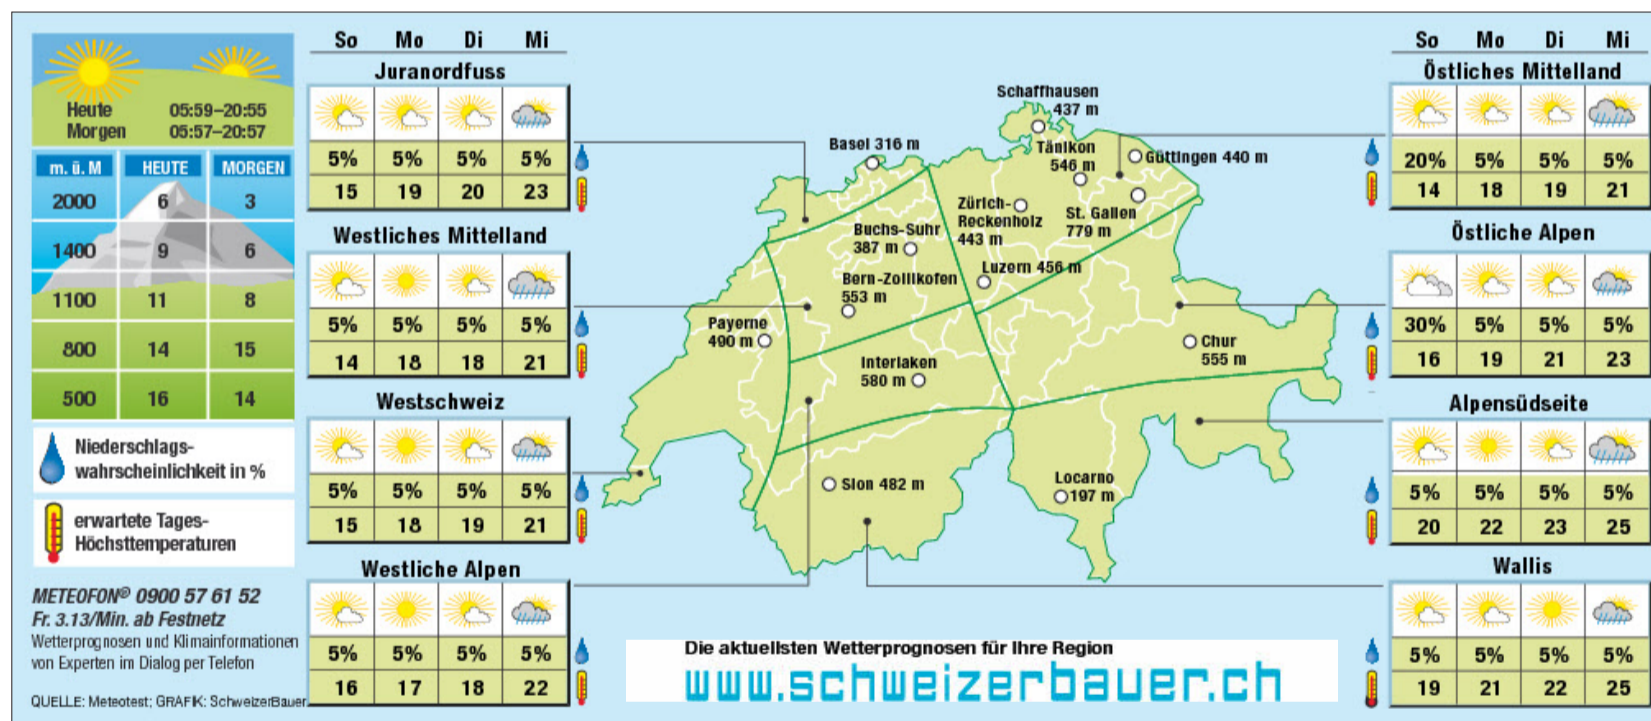 Heute 05:59–20:55
Morgen 05:57–20:57
m. ü. M HEUTE MORGEN
2000 6 3
1400 9 6
1100 11 8
800 14 15
500 16 14
Niederschlags-
wahrscheinlichkeit in %
erwartete Tages-
Höchsttemperaturen
METEOFON® 0900 57 61 52
Fr. 3.13/Min. ab Festnetz
Wetterprognosen und Klimainformationen
von Experten im Dialog per Telefon
QUELLE: Meteotest; GRAFIK: SchweizerBauer
So Mo Di Mi
Juranordfuss
5% 5% 5% 5%
15 19 20 23
Westliches Mittelland
5% 5% 5% 5%
14 18 18 21
Westschweiz
5% 5% 5% 5%
15 18 19 21
Westliche Alpen
5% 5% 5% 5%
16 17 18 22
Schaffhausen
437 m
Basel 316 m
Tänikon
546 m
Güttingen 440 m
Zürich-
Reckenholz
443 m
St. Gallen
779 m
Buchs-Suhr
387 m
Luzern 456 m
Bern-Zollikofen
553 m
Payerne
490 m
Interlaken
580 m
Chur
555 m
Sion 482 m
Locarno
197 m
Die aktuellsten Wetterprognosen für Ihre Region
www.schweizerbauer.ch
So Mo Di Mi
Östliches Mittelland
20% 5% 5% 5%
14 18 19 21
Östliche Alpen
30% 5% 5% 5%
16 19 21 23
Alpensüdseite
5% 5% 5% 5%
20 22 23 25
Wallis
5% 5% 5% 5%
19 21 22 25